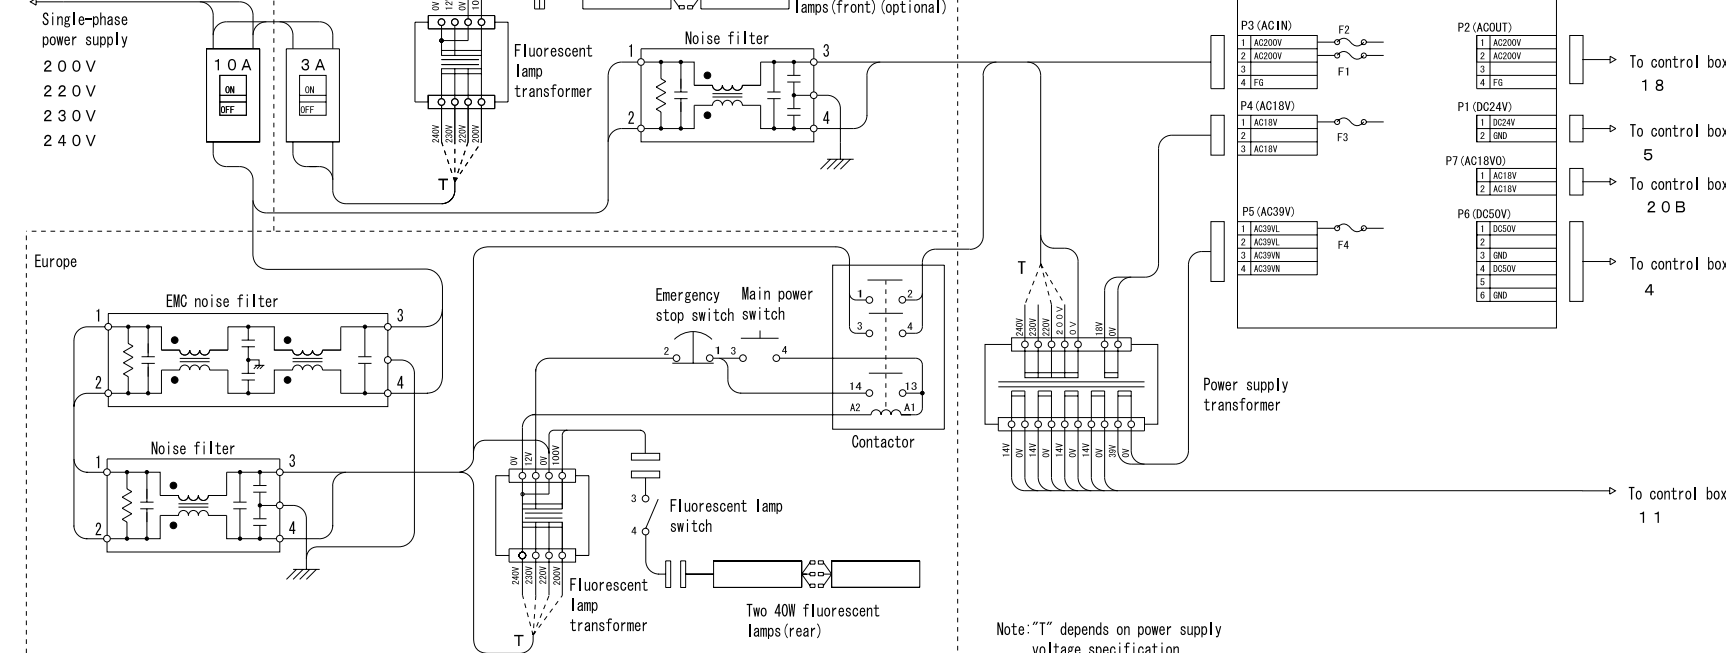 Single-phase
power supply
200V
220V
230V
240V
10A
ON
OFF
3A
ON
OFF
0V
12V
0V
Fluorescent
lamp
transformer
240V
230V
220V
200V
T
lamps(front)(optional)
Noise filter
1
3
2
4
P3(ACIN)
1 AC200V
2 AC200V
3
4 FG
F2
F1
P4(AC18V)
1 AC18V
2
3 AC18V
F3
P5(AC39V)
1 AC39VL
2 AC39VL
3 AC39VN
4 AC39VN
F4
P2(ACOUT)
1 AC200V
2 AC200V
3
4 FG
To control box
18
P1(DC24V)
1 DC24V
2 GND
To control box
5
P7(AC18VO)
1 AC18V
2 AC18V
To control box
20B
P6(DC50V)
1 DC50V
2
3 GND
4 DC50V
5
6 GND
To control box
4
Europe
EMC noise filter
1
3
2
4
Noise filter
1
3
2
4
Emergency
stop switch
2
1
Main power
switch
3
4
1
2
3
4
14
13
A2
A1
Contactor
0V
12V
0V
100V
240V
230V
220V
200V
T
Fluorescent
lamp
transformer
3
4
Fluorescent lamp
switch
Two 40W fluorescent
lamps(rear)
T
240V
230V
220V
200V
0V
18V
0V
Power supply
transformer
14V
0V
14V
0V
14V
0V
14V
0V
39V
0V
To control box
11
Note:"T" depends on power supply
voltage specification